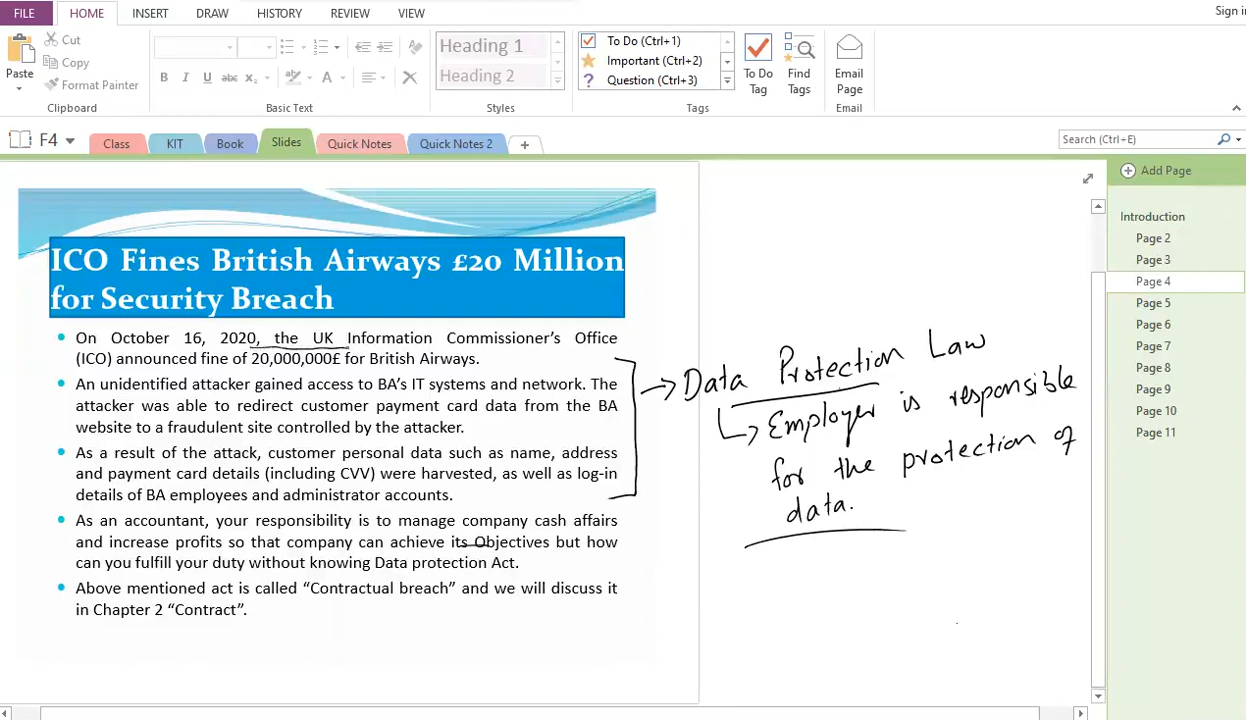 FILE HOME INSERT DRAW HISTORY REVIEW VIEW Sign in
Paste
Cut
Copy
Format Painter
Clipboard
B I U abc X₂ A
Basic Text
Heading 1
Heading 2
Styles
To Do (Ctrl+1)
Important (Ctrl+2)
? Question (Ctrl+3)
To Do
Tag
Find
Tags
Tags
Email
Page
Email
F4 Class KIT Book Slides Quick Notes Quick Notes 2 + Search (Ctrl+E)
Add Page
Introduction
Page 2
Page 3
Page 4
Page 5
Page 6
Page 7
Page 8
Page 9
Page 10
Page 11
ICO Fines British Airways £20 Million
for Security Breach
• On October 16, 2020, the UK Information Commissioner's Office
(ICO) announced fine of 20,000,000£ for British Airways.
• An unidentified attacker gained access to BA's IT systems and network. The
attacker was able to redirect customer payment card data from the BA
website to a fraudulent site controlled by the attacker.
• As a result of the attack, customer personal data such as name, address
and payment card details (including CVV) were harvested, as well as log-in
details of BA employees and administrator accounts.
• As an accountant, your responsibility is to manage company cash affairs
and increase profits so that company can achieve its Objectives but how
can you fulfill your duty without knowing Data protection Act.
• Above mentioned act is called “Contractual breach” and we will discuss it
in Chapter 2 “Contract”.
→ Data Protection Law
↳ Employer is responsible
for the protection of
data.